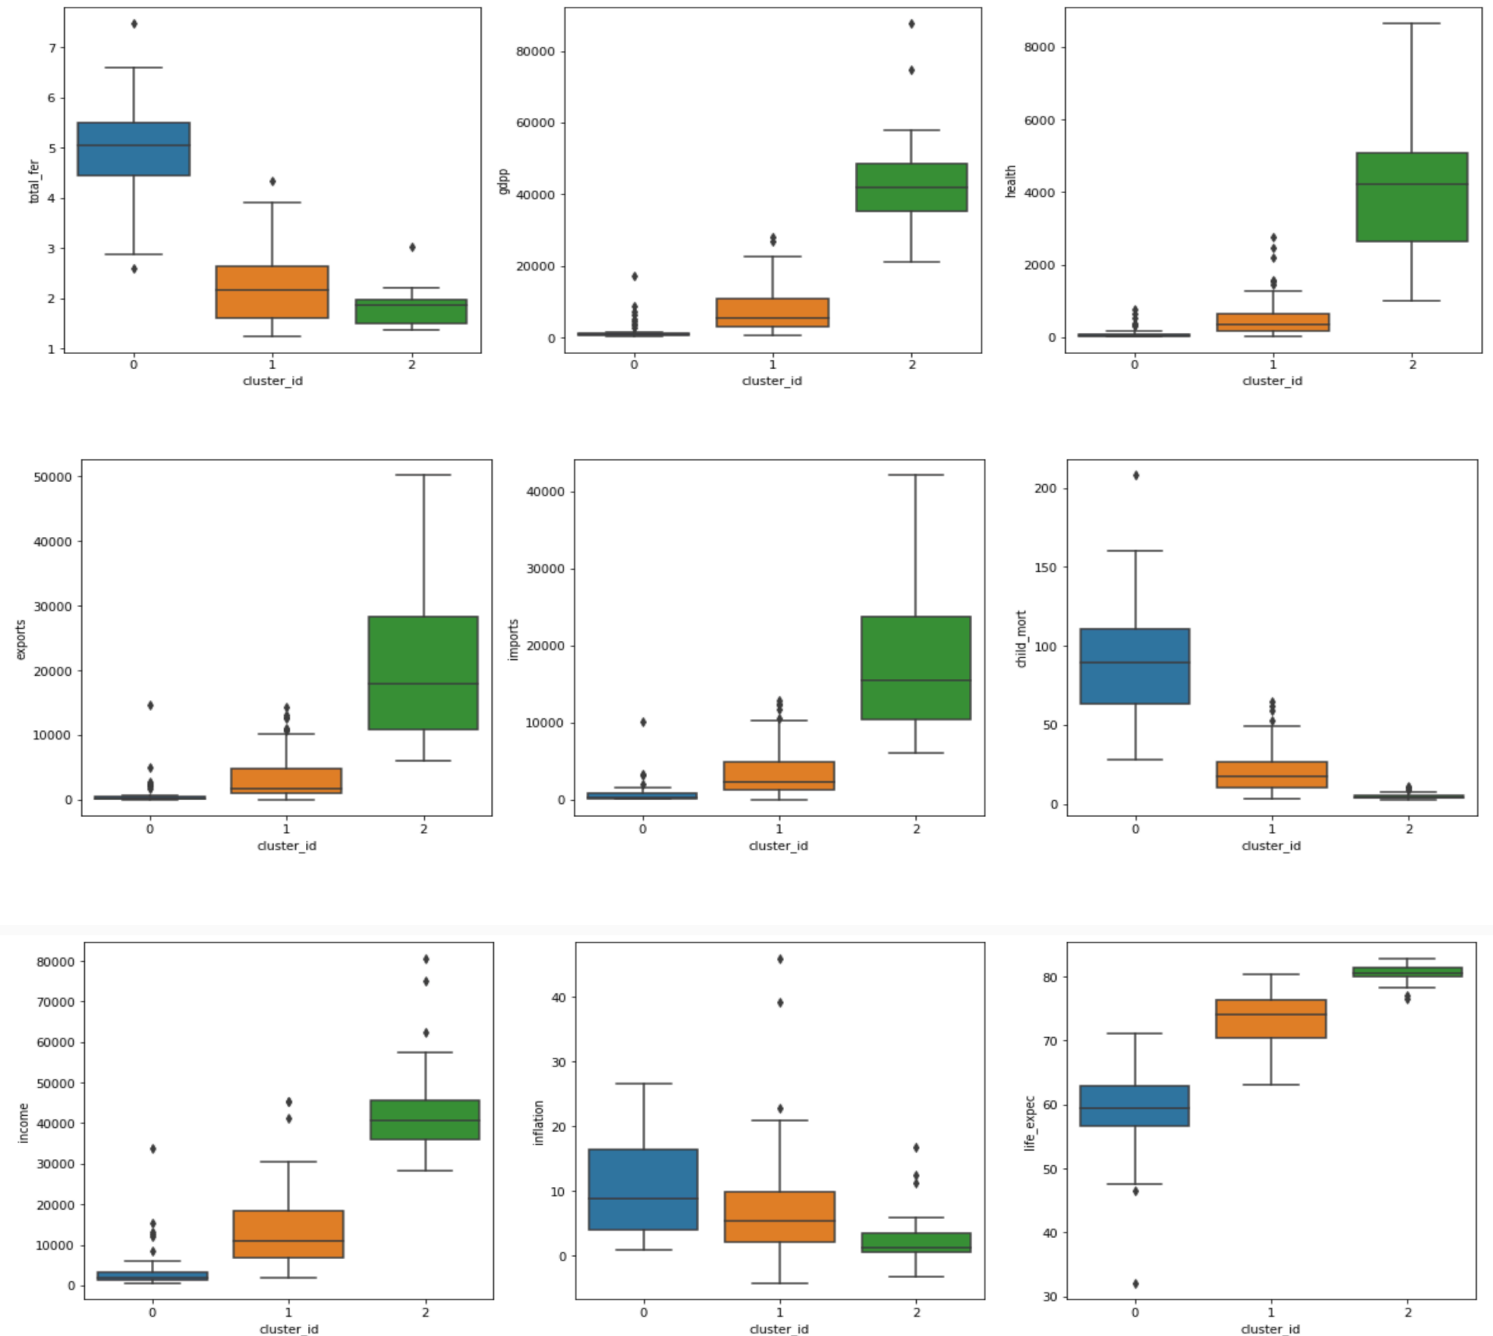 total_fer
7
6
5
4
3
2
1
0 1 2
cluster_id
gdpp
80000
60000
40000
20000
0
0 1 2
cluster_id
health
8000
6000
4000
2000
0
0 1 2
cluster_id
exports
50000
40000
30000
20000
10000
0
0 1 2
cluster_id
imports
40000
30000
20000
10000
0
0 1 2
cluster_id
child_mort
200
150
100
50
0
0 1 2
cluster_id
income
80000
70000
60000
50000
40000
30000
20000
10000
0
0 1 2
cluster_id
inflation
40
30
20
10
0
0 1 2
cluster_id
life_expec
80
70
60
50
40
30
0 1 2
cluster_id